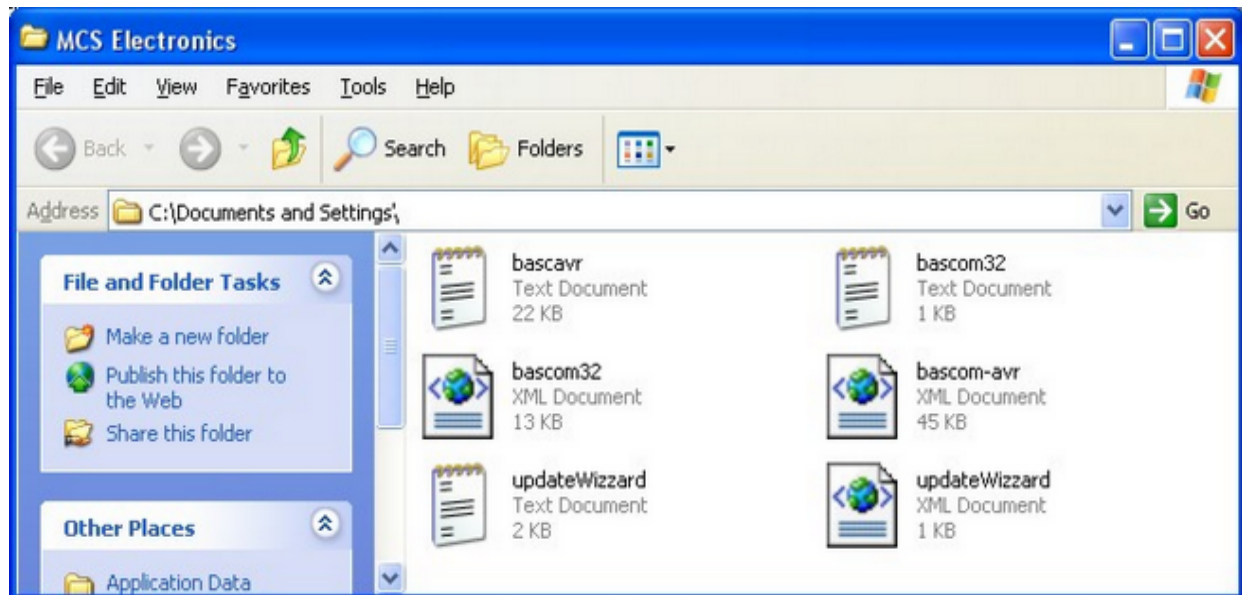 MCS Electronics
File Edit View Favorites Tools Help
Back Search Folders
Address C:\Documents and Settings\, Go
File and Folder Tasks
Make a new folder
Publish this folder to
the Web
Share this folder
Other Places
Application Data
bascavr
Text Document
22 KB
bascom32
Text Document
1 KB
bascom32
XML Document
13 KB
bascom-avr
XML Document
45 KB
updateWizzard
Text Document
2 KB
updateWizzard
XML Document
1 KB